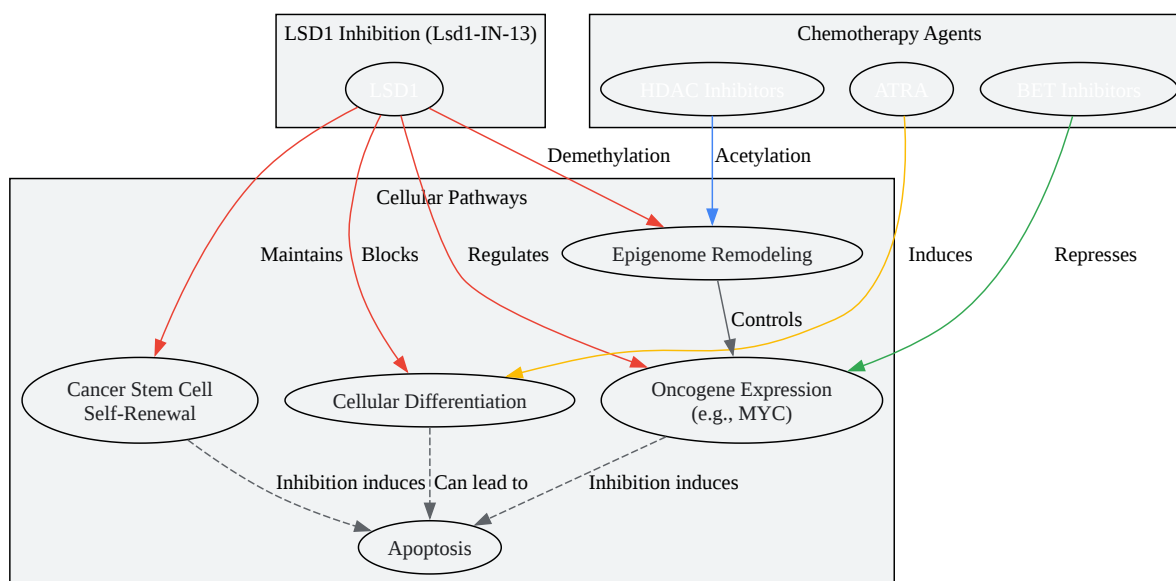 LSD1 Inhibition (Lsd1-IN-13)
Chemotherapy Agents
LSD1
HDAC Inhibitors
ATRA
BET Inhibitors
Demethylation
Acetylation
Cellular Pathways
Maintains
Blocks
Regulates
Epigenome Remodeling
Induces
Represses
Controls
Cancer Stem Cell
Self-Renewal
Cellular Differentiation
Oncogene Expression
(e.g., MYC)
Inhibition induces
Can lead to
Inhibition induces
Apoptosis